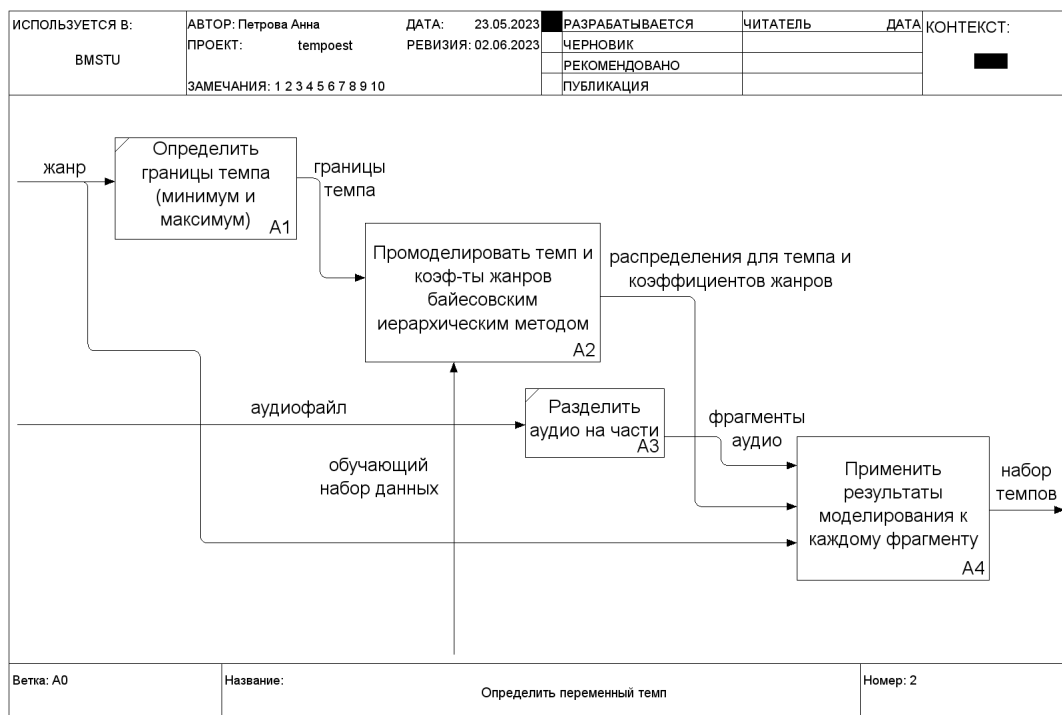 ИСПОЛЬЗУЕТСЯ В:
BMSTU
АВТОР: Петрова Анна
ДАТА: 23.05.2023
ПРОЕКТ: tempoest
РЕВИЗИЯ: 02.06.2023
ЗАМЕЧАНИЯ: 1 2 3 4 5 6 7 8 9 10
РАЗРАБАТЫВАЕТСЯ
ЧЕРНОВИК
РЕКОМЕНДОВАНО
ПУБЛИКАЦИЯ
ЧИТАТЕЛЬ
ДАТА
КОНТЕКСТ:
жанр
Определить
границы темпа
(минимум и
максимум)
A1
границы
темпа
Промоделировать темп и
коэф-ты жанров
байесовским
иерархическим методом
A2
распределения для темпа и
коэффициентов жанров
аудиофайл
Разделить
аудио на части
A3
фрагменты
аудио
обучающий
набор данных
Применить
результаты
моделирования к
каждому фрагменту
A4
набор
темпов
Ветка: A0
Название:
Определить переменный темп
Номер: 2